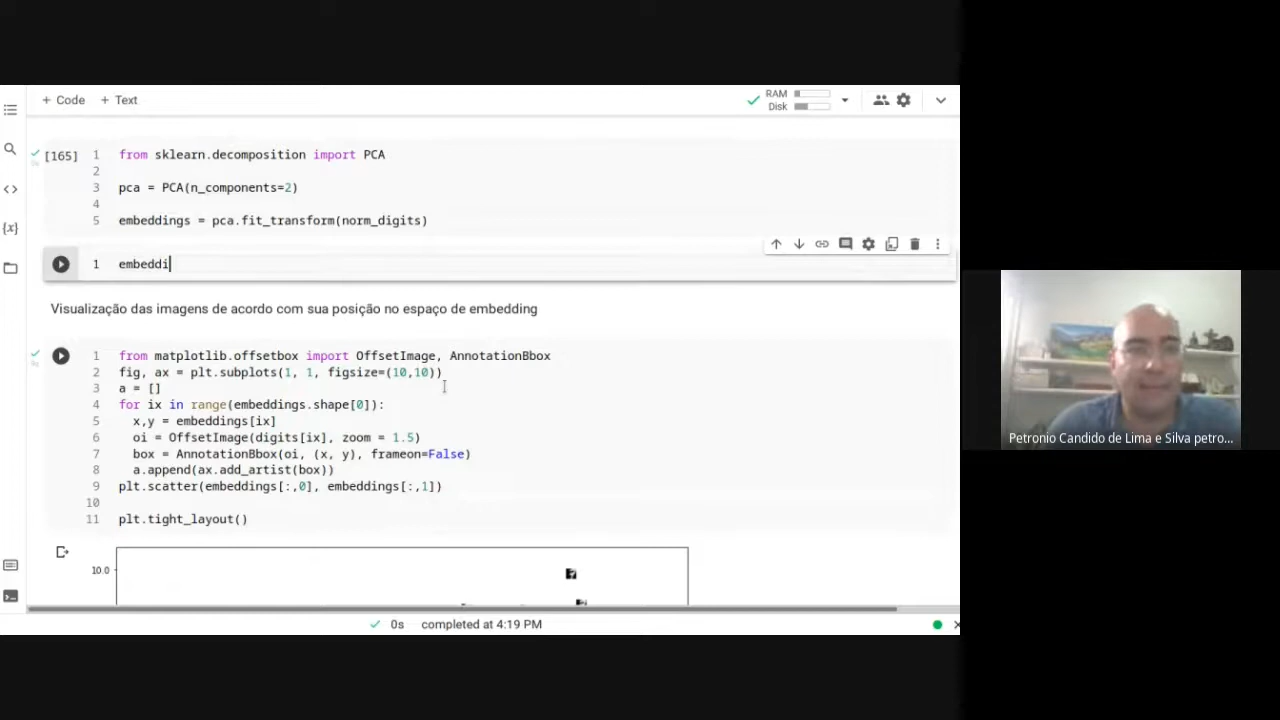 + Code + Text
RAM
Disk
[165] 1 from sklearn.decomposition import PCA
2
3 pca = PCA(n_components=2)
4
5 embeddings = pca.fit_transform(norm_digits)
1 embeddi
Visualização das imagens de acordo com sua posição no espaço de embedding
1 from matplotlib.offsetbox import OffsetImage, AnnotationBbox
2 fig, ax = plt.subplots(1, 1, figsize=(10,10))
3 a = []
4 for ix in range(embeddings.shape[0]):
5 x,y = embeddings[ix]
6 oi = OffsetImage(digits[ix], zoom = 1.5)
7 box = AnnotationBbox(oi, (x, y), frameon=False)
8 a.append(ax.add_artist(box))
9 plt.scatter(embeddings[:,0], embeddings[:,1])
10
11 plt.tight_layout()
10.0
0s completed at 4:19 PM
Petronio Candido de Lima e Silva petro...